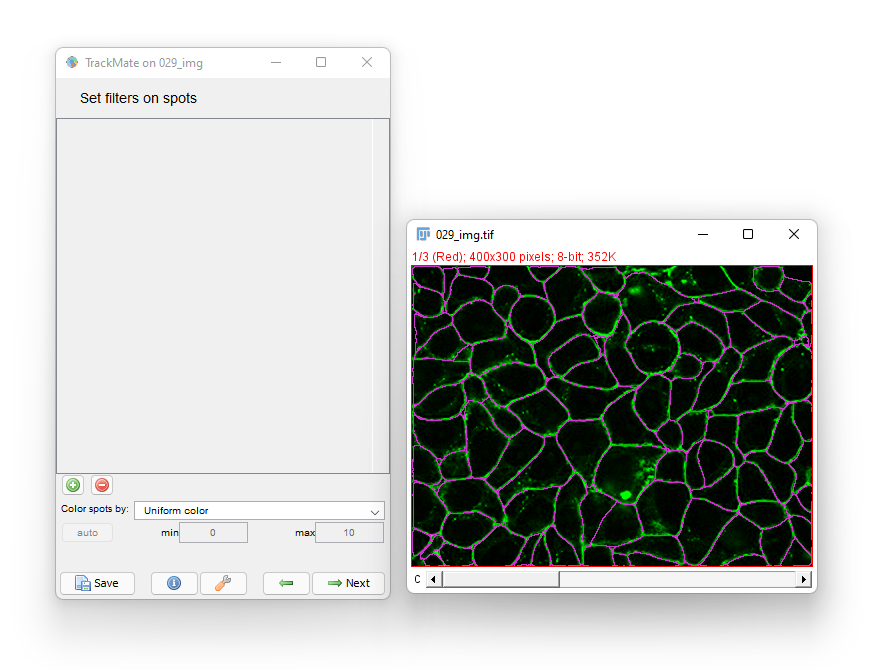 TrackMate on 029_img
Set filters on spots
Color spots by: Uniform color
auto min 0 max 10
Save Next
029_img.tif
1/3 (Red); 400x300 pixels; 8-bit; 352K
C